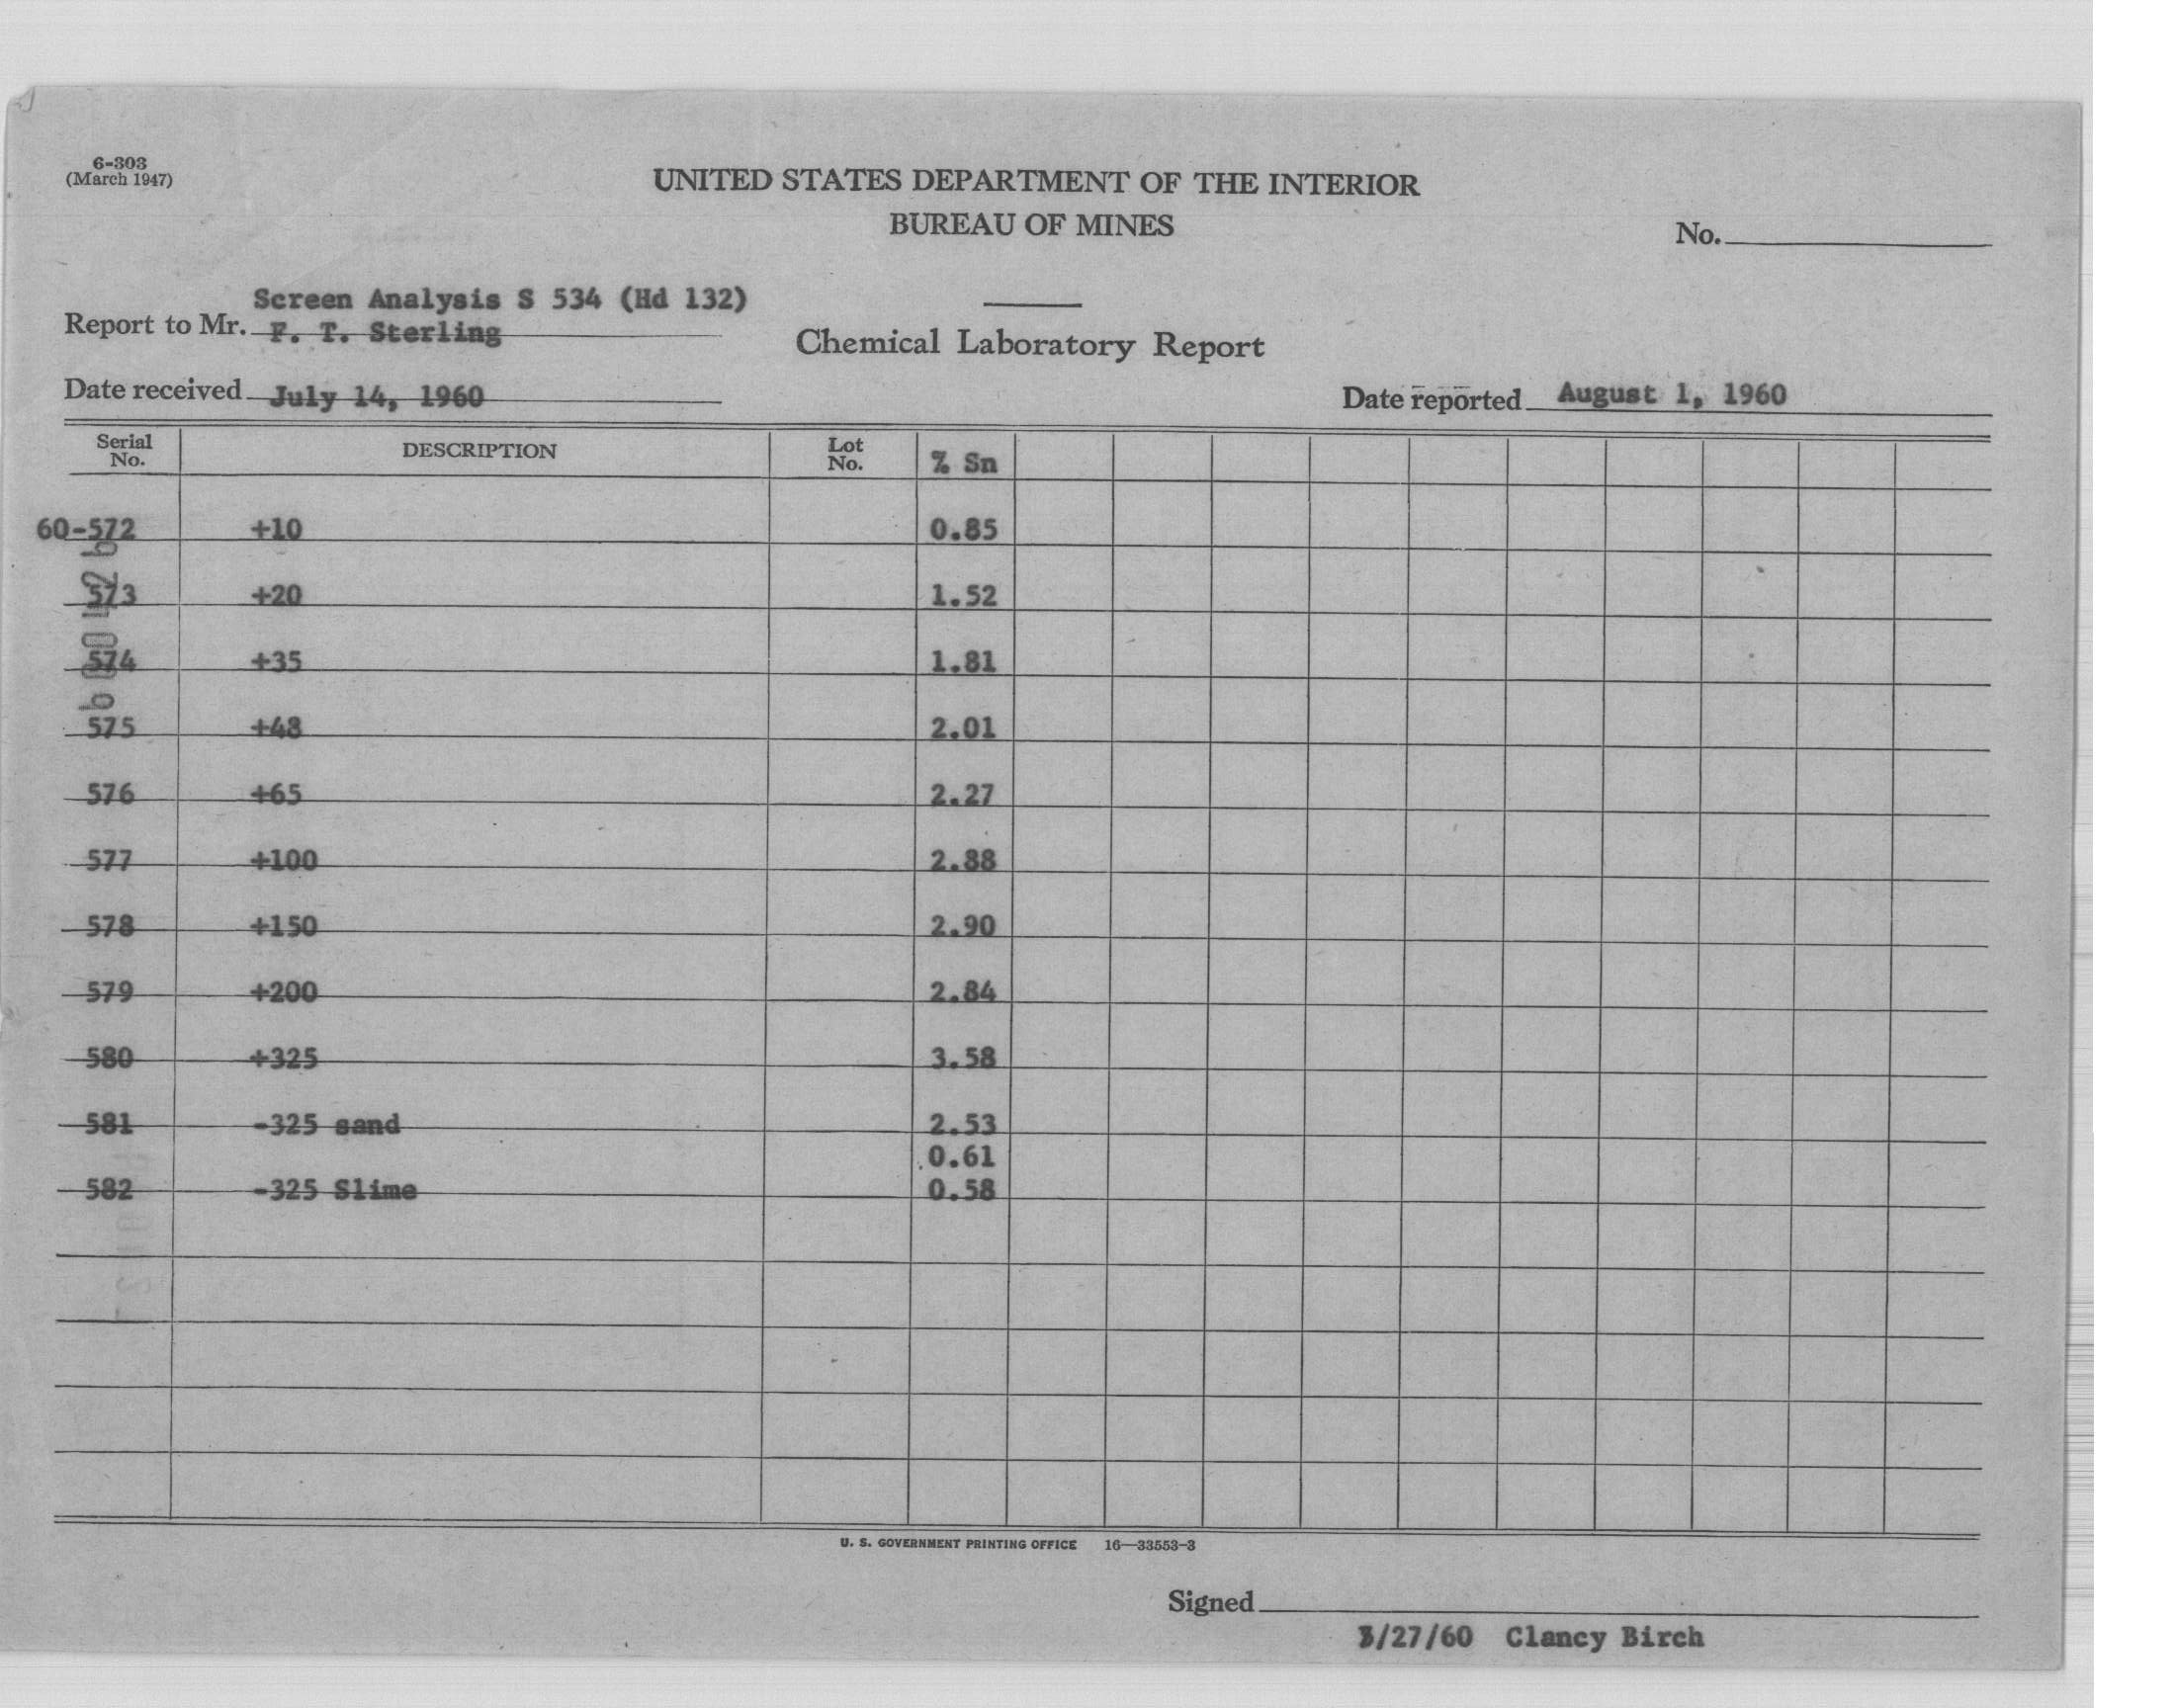 6-303
(March 1947)
UNITED STATES DEPARTMENT OF THE INTERIOR
BUREAU OF MINES
No.
Screen Analysis S 534 (Hd 132)
Report to Mr. F. T. Sterling
Chemical Laboratory Report
Date received July 14, 1960
Date reported August 1, 1960
Serial No. DESCRIPTION Lot No. % Sn
60-572 +10 0.85
573 +20 1.52
574 +35 1.81
575 +48 2.01
576 +65 2.27
577 +100 2.88
578 +150 2.90
579 +200 2.84
580 +325 3.58
581 -325 sand 2.53
0.61
582 -325 Slime 0.58
U. S. GOVERNMENT PRINTING OFFICE 16—33553-3
Signed
/27/60 Clancy Birch